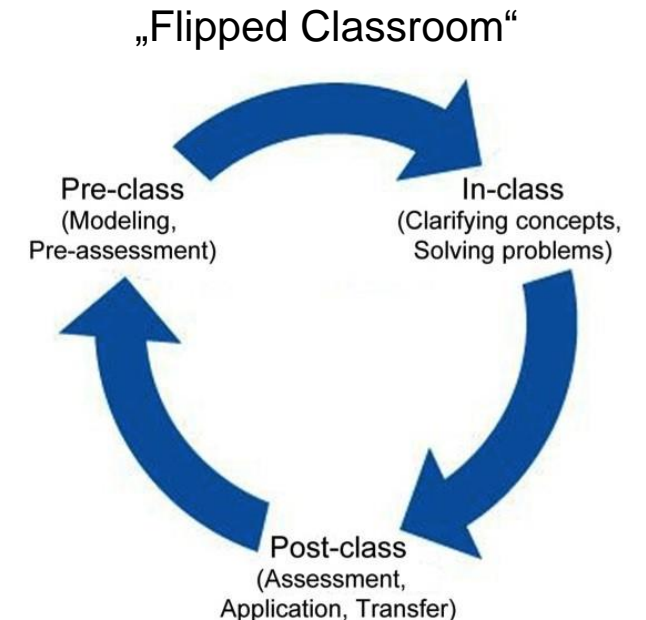 „Flipped Classroom“
Pre-class
(Modeling,
Pre-assessment)
In-class
(Clarifying concepts,
Solving problems)
Post-class
(Assessment,
Application, Transfer)